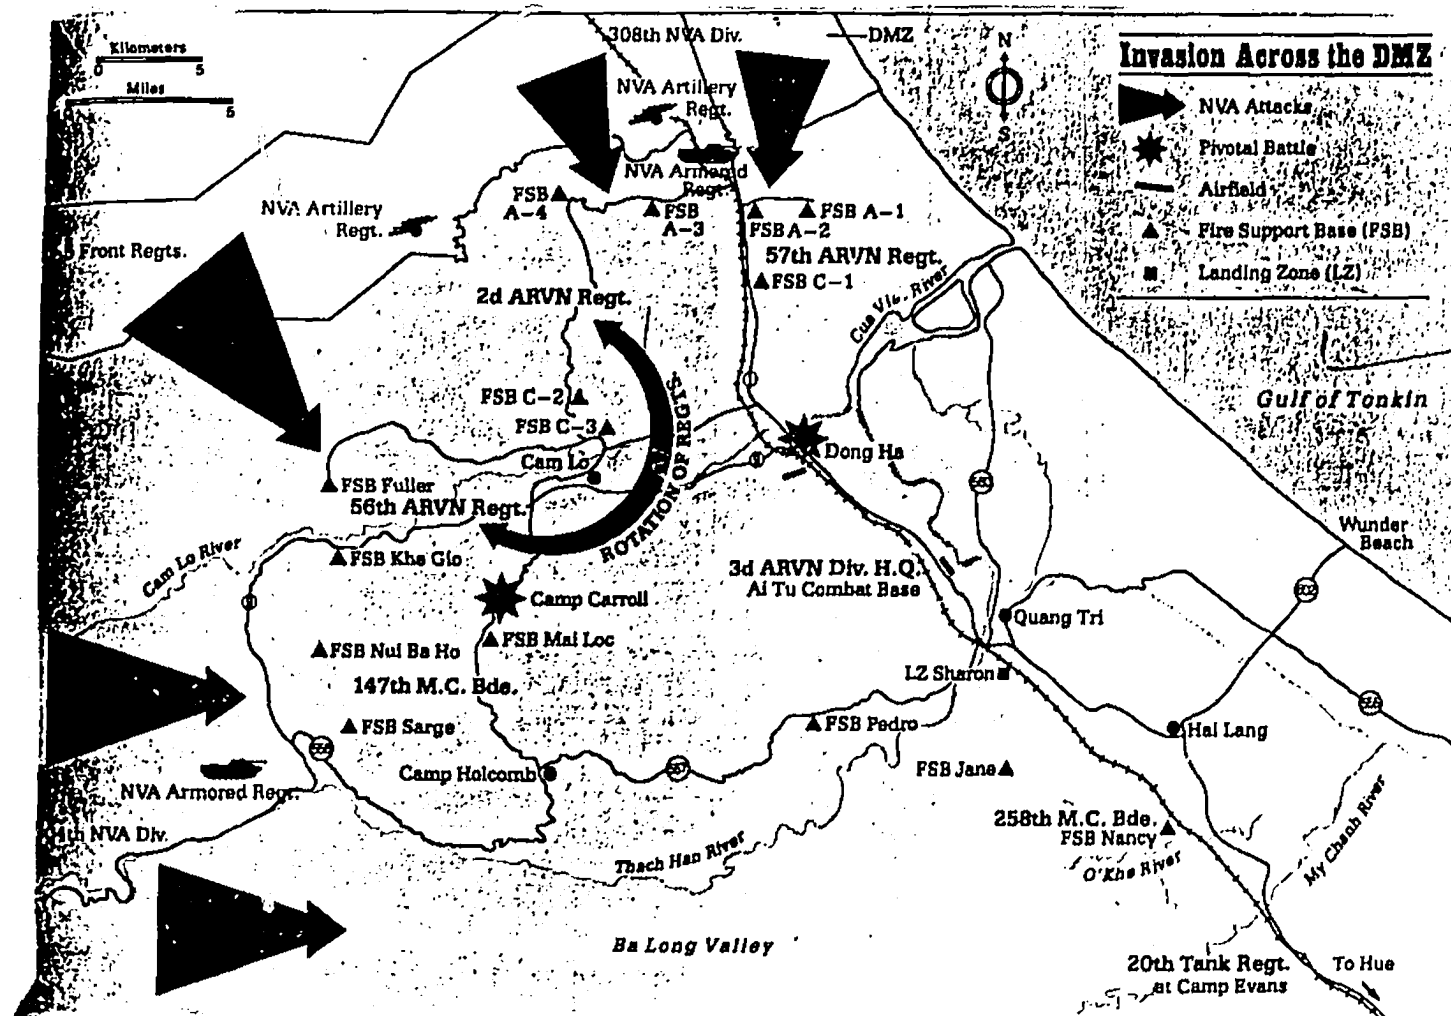 Kilometers
0 5
Miles
5
308th NVA Div.
DMZ
N
S
Invasion Across the DMZ
NVA Attacks
Pivotal Battle
Airfield
Fire Support Base (FSB)
Landing Zone (LZ)
NVA Artillery
Regt.
NVA Armored
Regt.
NVA Artillery
Regt.
Front Regts.
FSB
A-4
FSB
A-3
FSB A-2
FSB A-1
57th ARVN Regt.
FSB C-1
Cua Viet River
2d ARVN Regt.
Gulf of Tonkin
FSB C-2
FSB C-3
Cam Lo
Dong Ha
ROTATION OF REGTS.
FSB Fuller
56th ARVN Regt.
Cam Lo River
FSB Khe Gio
Wunder
Beach
3d ARVN Div. H.Q.
Ai Tu Combat Base
Camp Carroll
Quang Tri
FSB Mai Loc
FSB Nui Ba Ho
147th M.C. Bde.
LZ Sharon
FSB Sarge
FSB Pedro
Hai Lang
Camp Holcomb
557
FSB Jane
NVA Armored Regt.
NVA Div.
258th M.C. Bde.
FSB Nancy
O'Khe River
My Chanh River
Thach Han River
Ba Long Valley
20th Tank Regt.
at Camp Evans
To Hue